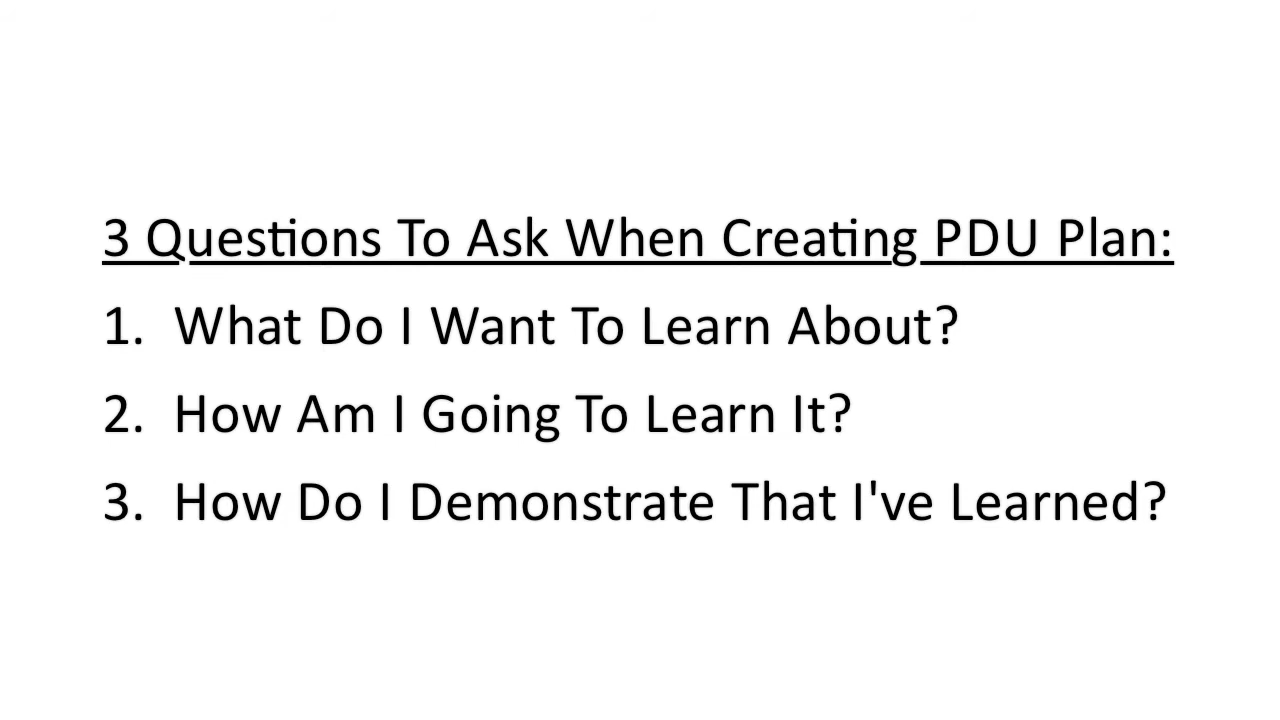 3 Questions To Ask When Creating PDU Plan:
1. What Do I Want To Learn About?
2. How Am I Going To Learn It?
3. How Do I Demonstrate That I've Learned?